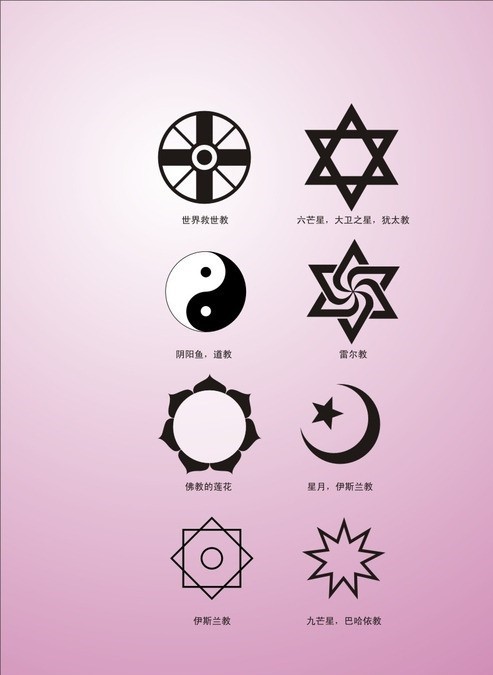 世界救世教
六芒星，大卫之星，犹太教
阴阳鱼，道教
雷尔教
佛教的莲花
星月，伊斯兰教
伊斯兰教
九芒星，巴哈依教